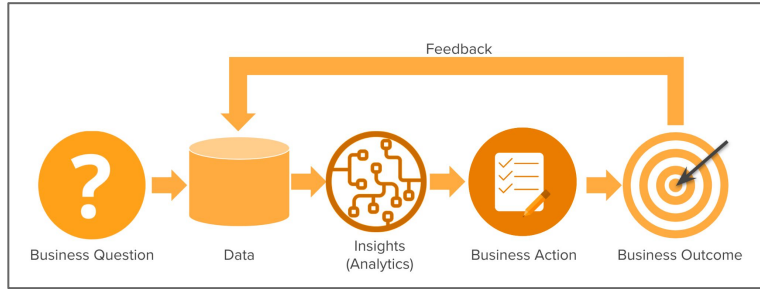 Feedback
?
Business Question
Data
Insights
(Analytics)
Business Action
Business Outcome